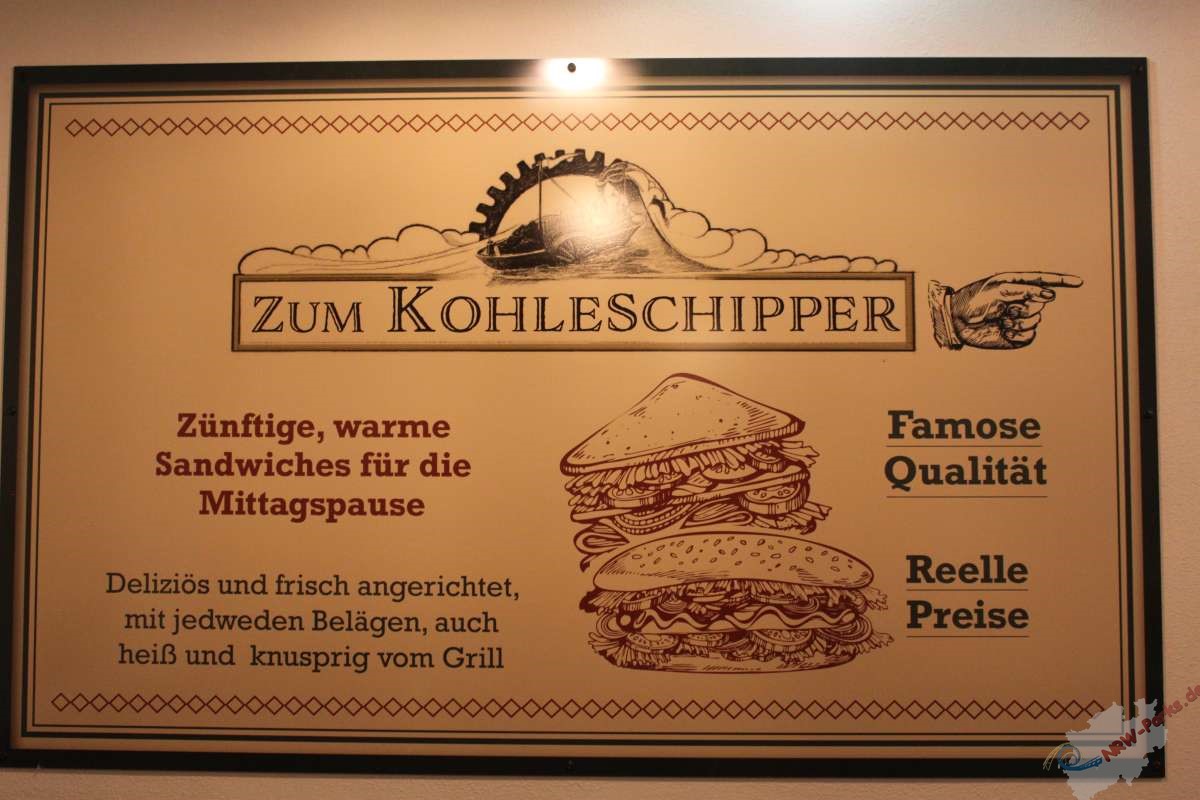 ZUM KOHLESCHIPPER
Zünftige, warme
Sandwiches für die
Mittagspause
Deliziös und frisch angerichtet,
mit jedweden Belägen, auch
heiß und knusprig vom Grill
Famose
Qualität
Reelle
Preise
NRW-Parks.de